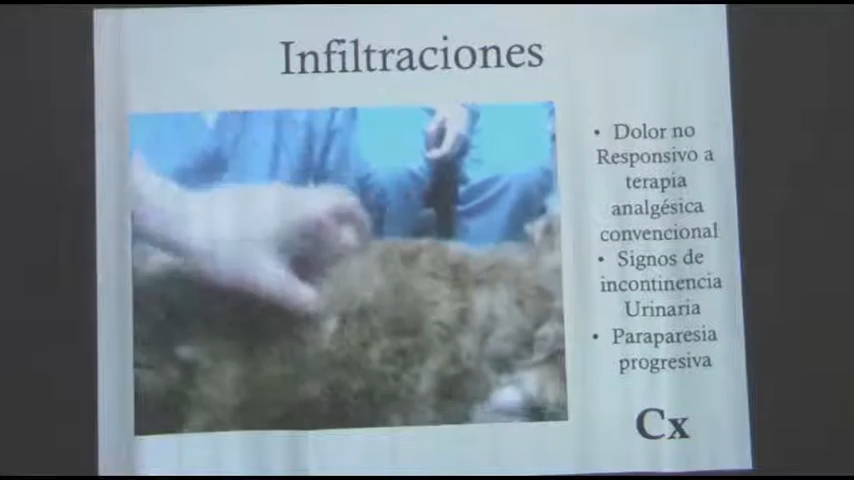 Infiltraciones
• Dolor no
Responsivo a
terapia
analgésica
convencional
• Signos de
incontinencia
Urinaria
• Paraparesia
progresiva
Cx